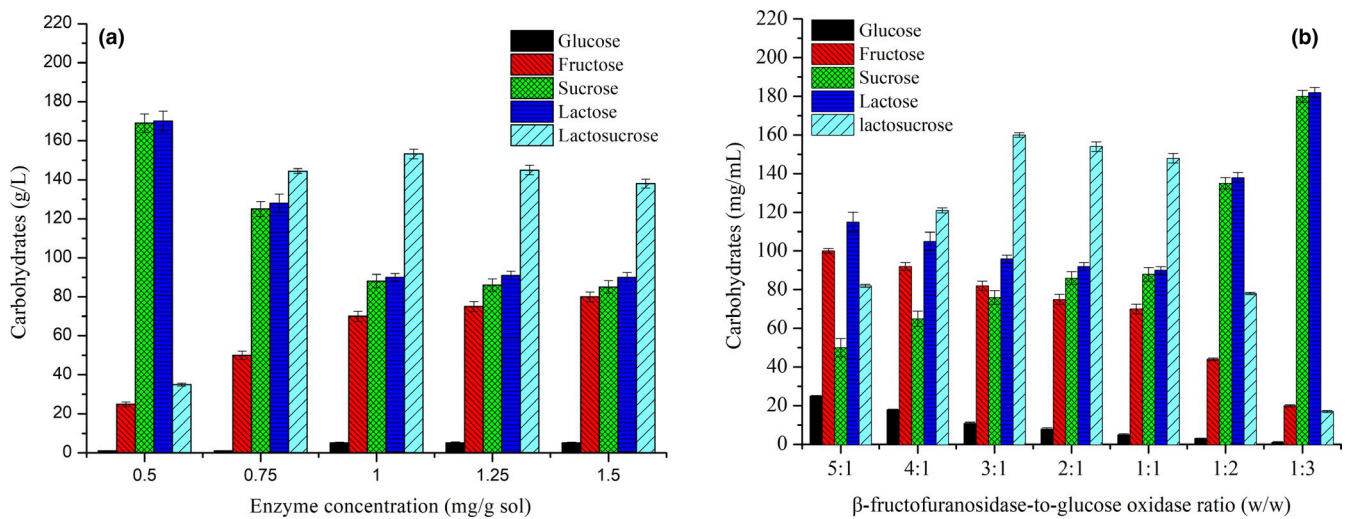 (a)
Glucose
Fructose
Sucrose
Lactose
Lactosucrose
220
200
180
160
140
120
100
80
60
40
20
0
Carbohydrates (g/L)
0.5 0.75 1 1.25 1.5
Enzyme concentration (mg/g sol)
(b)
Glucose
Fructose
Sucrose
Lactose
lactosucrose
220
200
180
160
140
120
100
80
60
40
20
0
Carbohydrates (mg/mL)
5:1 4:1 3:1 2:1 1:1 1:2 1:3
β-fructofuranosidase-to-glucose oxidase ratio (w/w)